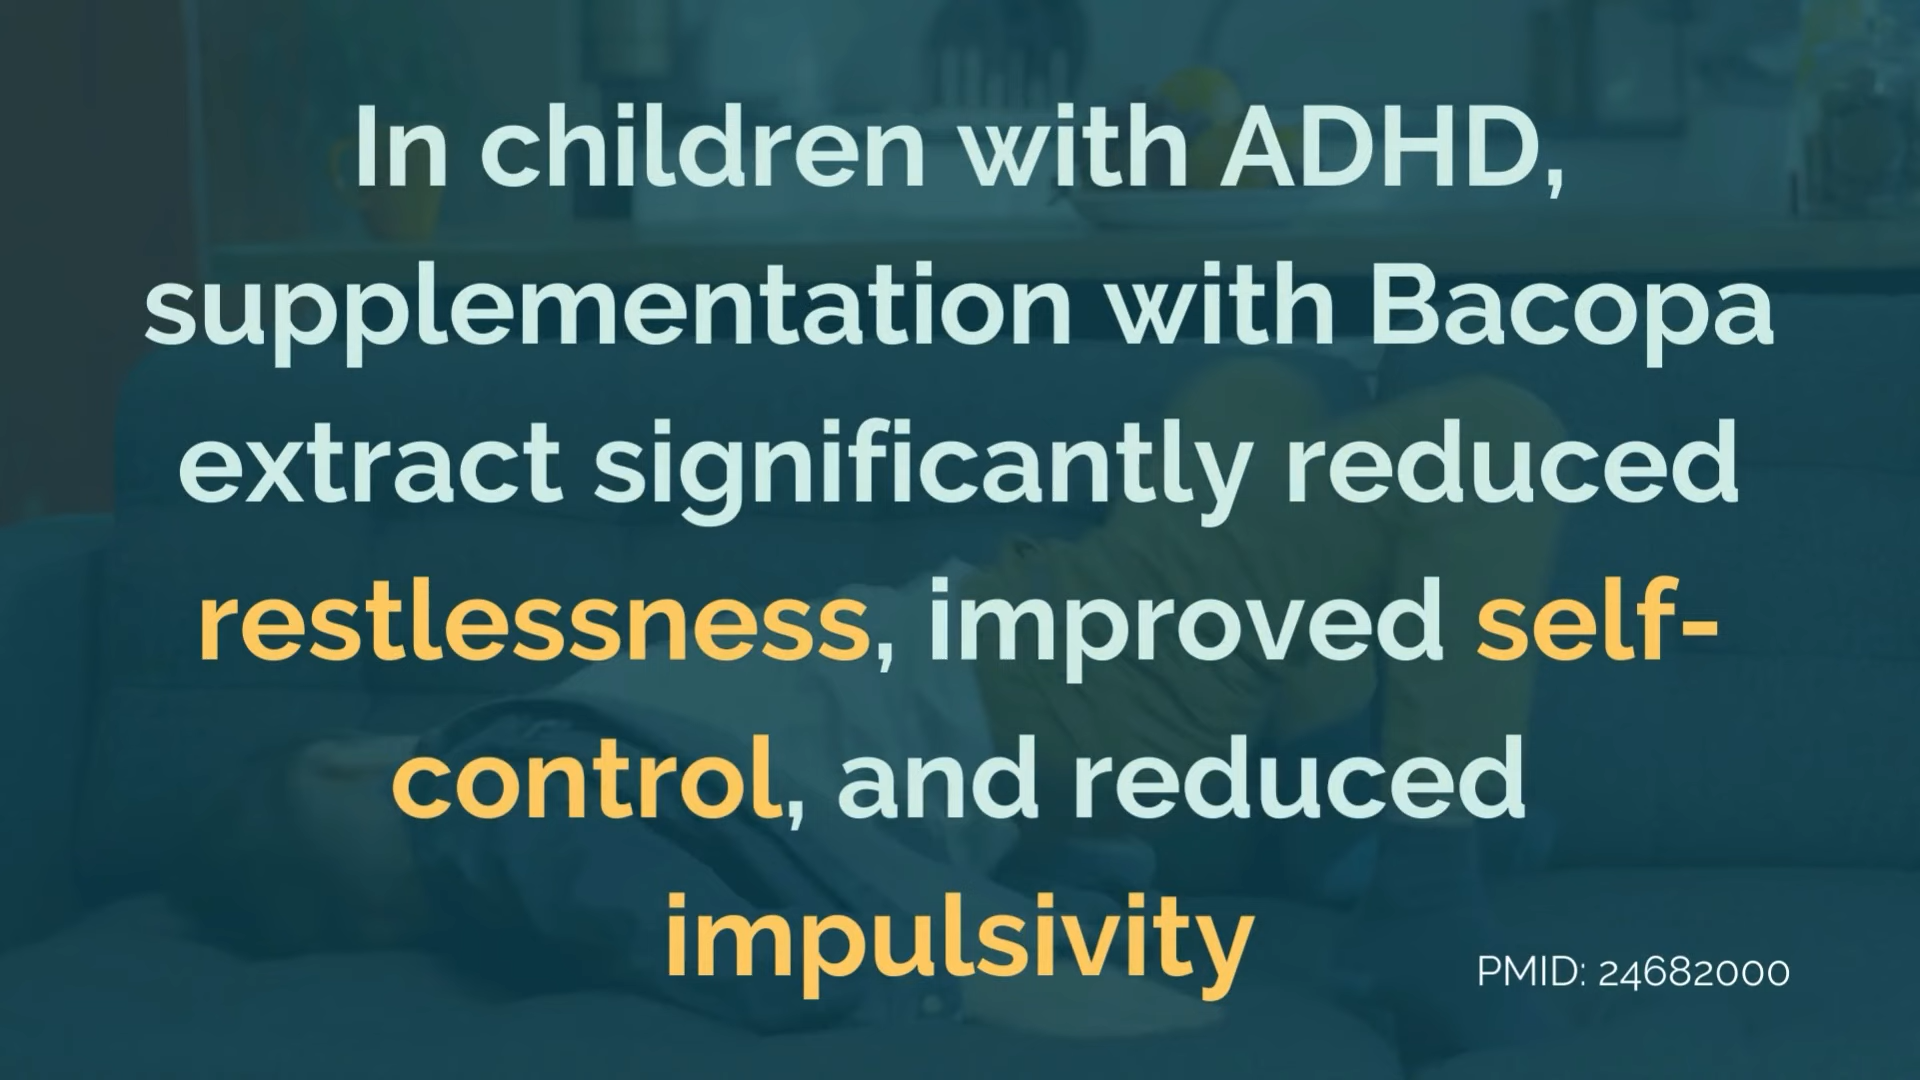 In children with ADHD,
supplementation with Bacopa
extract significantly reduced
restlessness, improved self-
control, and reduced
impulsivity
PMID: 24682000